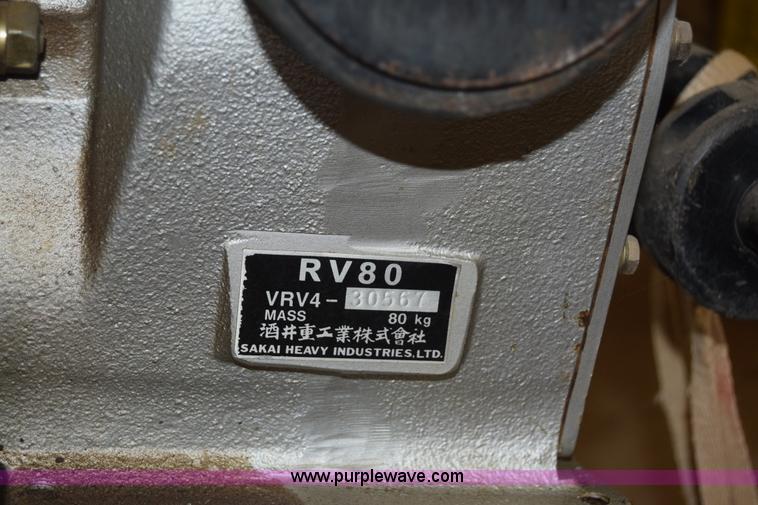 RV80
VRV4-30567
MASS 80 kg
酒井重工業株式會社
SAKAI HEAVY INDUSTRIES,LTD.
www.purplewave.com